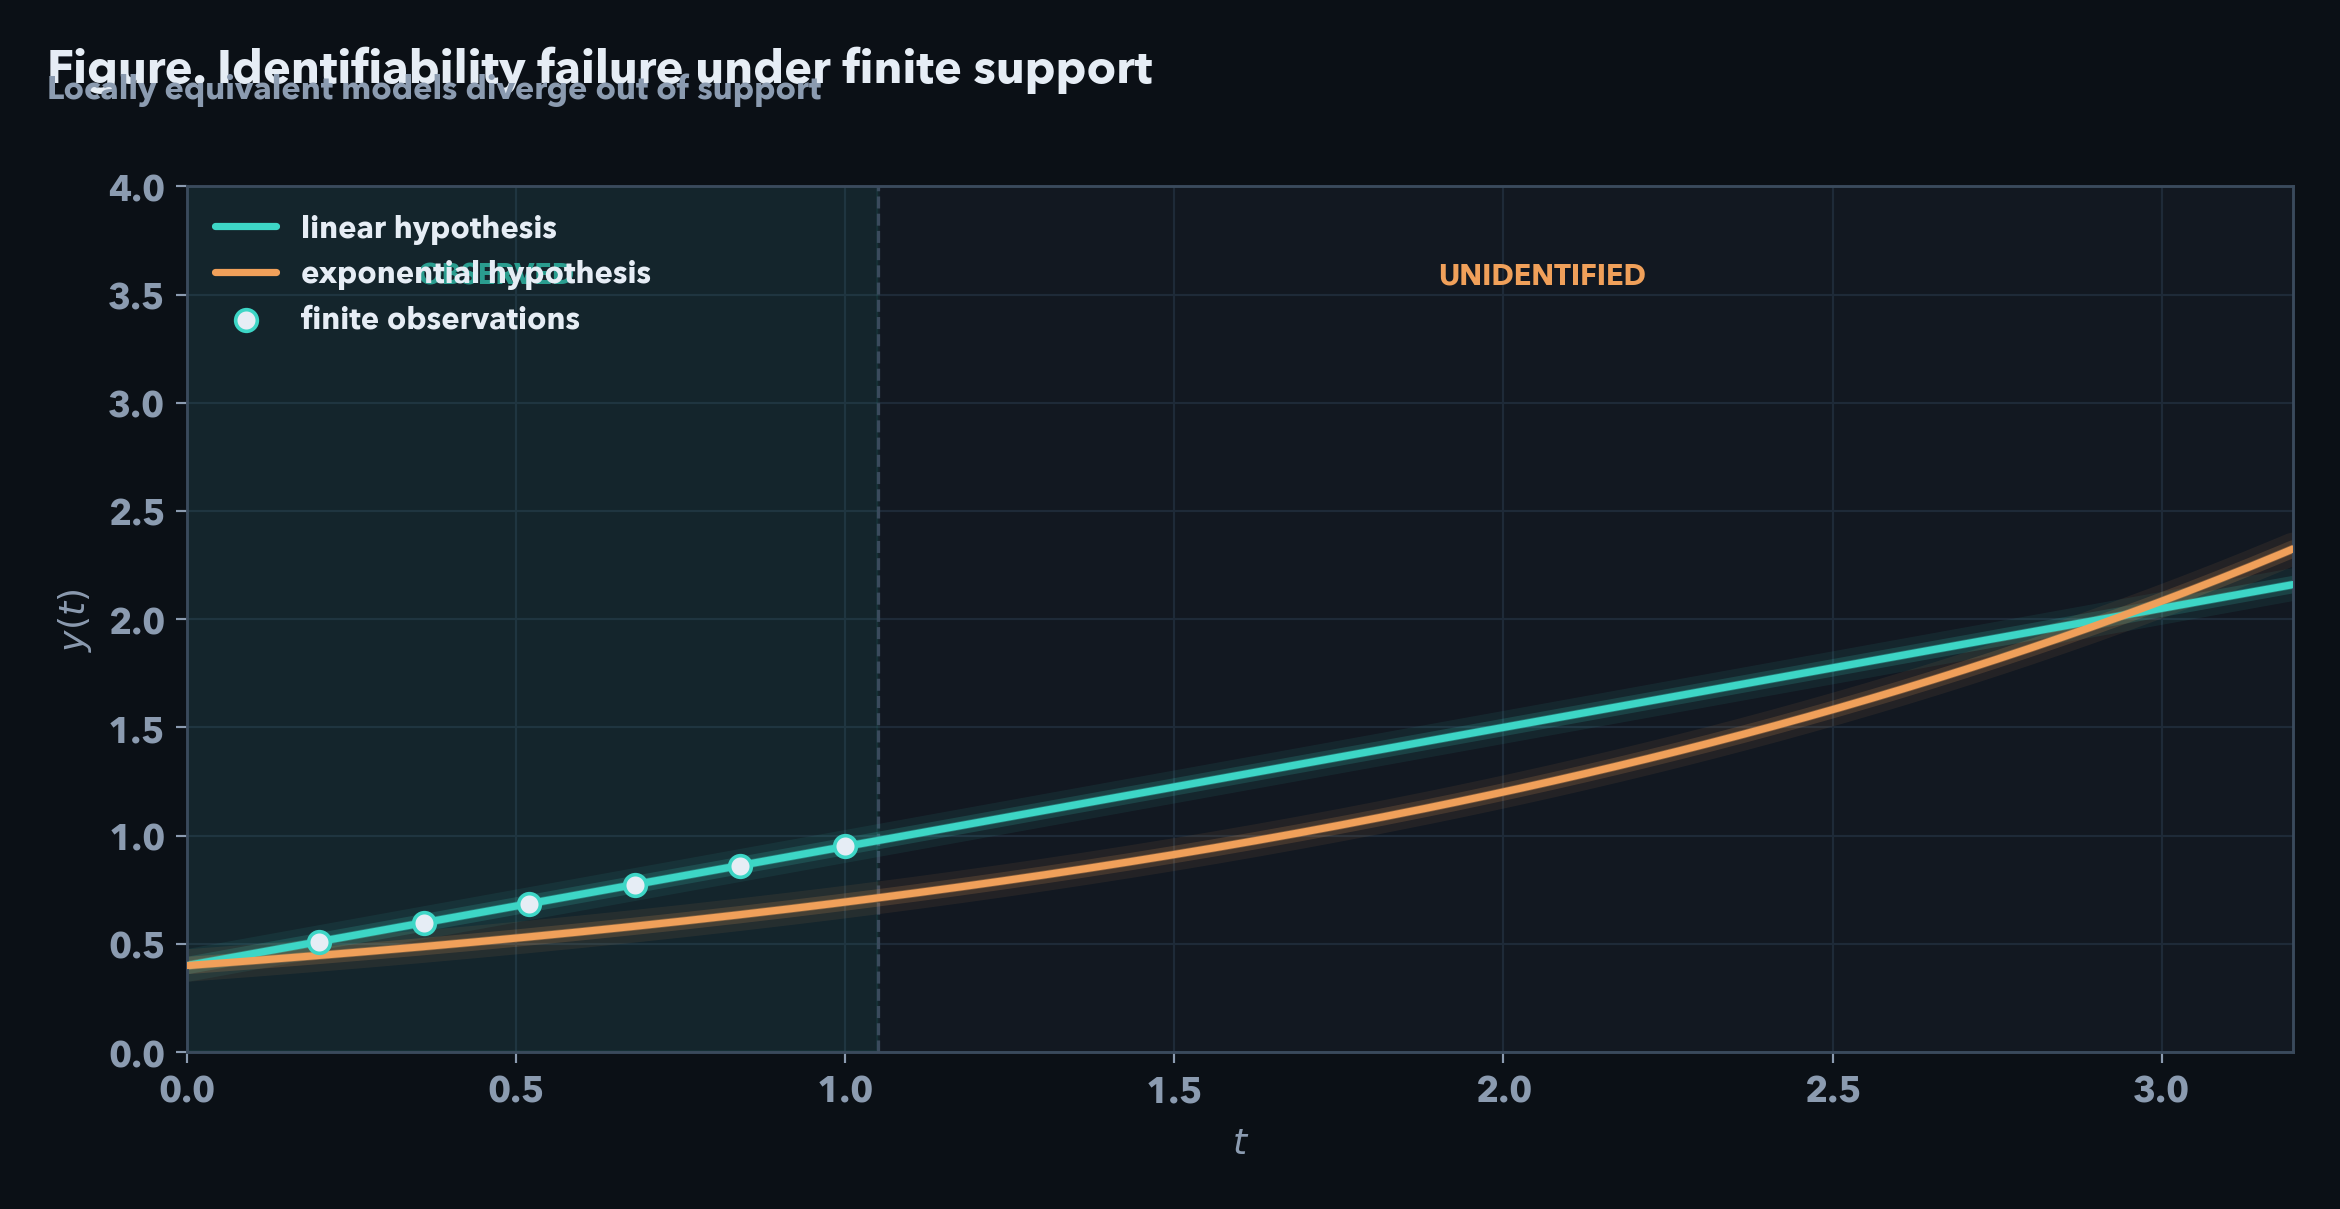 Figure. Identifiability failure under finite support
Locally equivalent models diverge out of support
linear hypothesis
exponential hypothesis
OBSERVED
finite observations
UNIDENTIFIED
4.0
3.5
3.0
2.5
2.0
1.5
1.0
0.5
0.0
y(t)
0.0 0.5 1.0 1.5 2.0 2.5 3.0
t